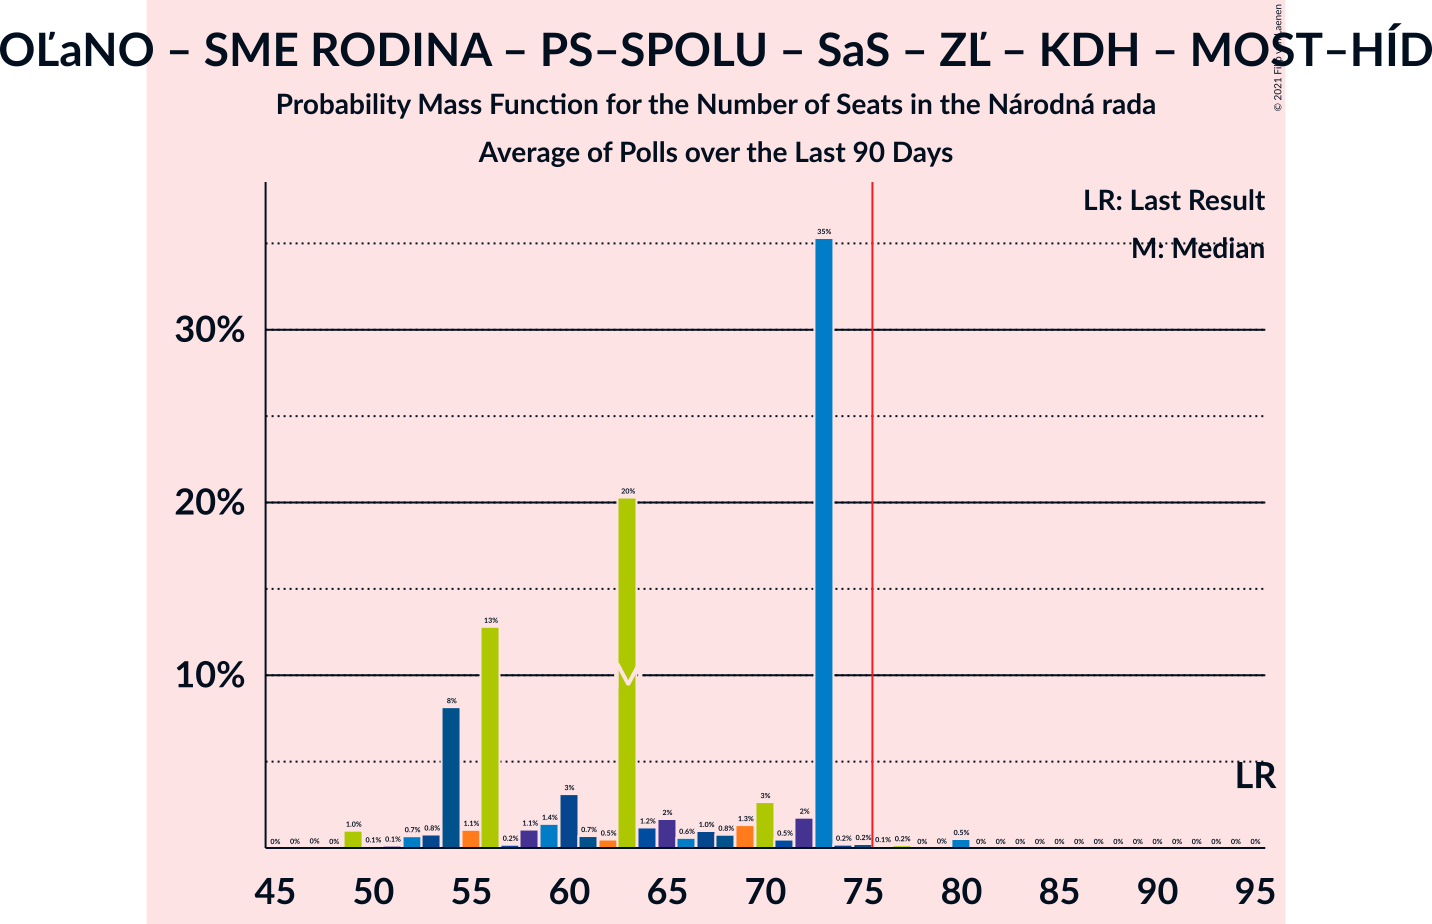 OĽaNO – SME RODINA – PS–SPOLU – SaS – ZĽ – KDH – MOST–HÍD
Probability Mass Function for the Number of Seats in the Národná rada
Average of Polls over the Last 90 Days
© 2021
LR: Last Result
M: Median
35%
30%
20%
20%
13%
10%
8%
LR
0% 0% 0% 0% 1.0% 0.1% 0.1% 0.7% 0.8% 1.1% 0.2% 1.1% 1.4% 3% 0.7% 0.5% 1.2% 2% 0.6% 1.0% 0.8% 1.3% 3% 0.5% 2% 0.2% 0.2% 0.1% 0.2% 0% 0% 0.5% 0% 0% 0% 0% 0% 0% 0% 0% 0% 0% 0% 0% 0% 0% 0%
45 50 55 60 65 70 75 80 85 90 95